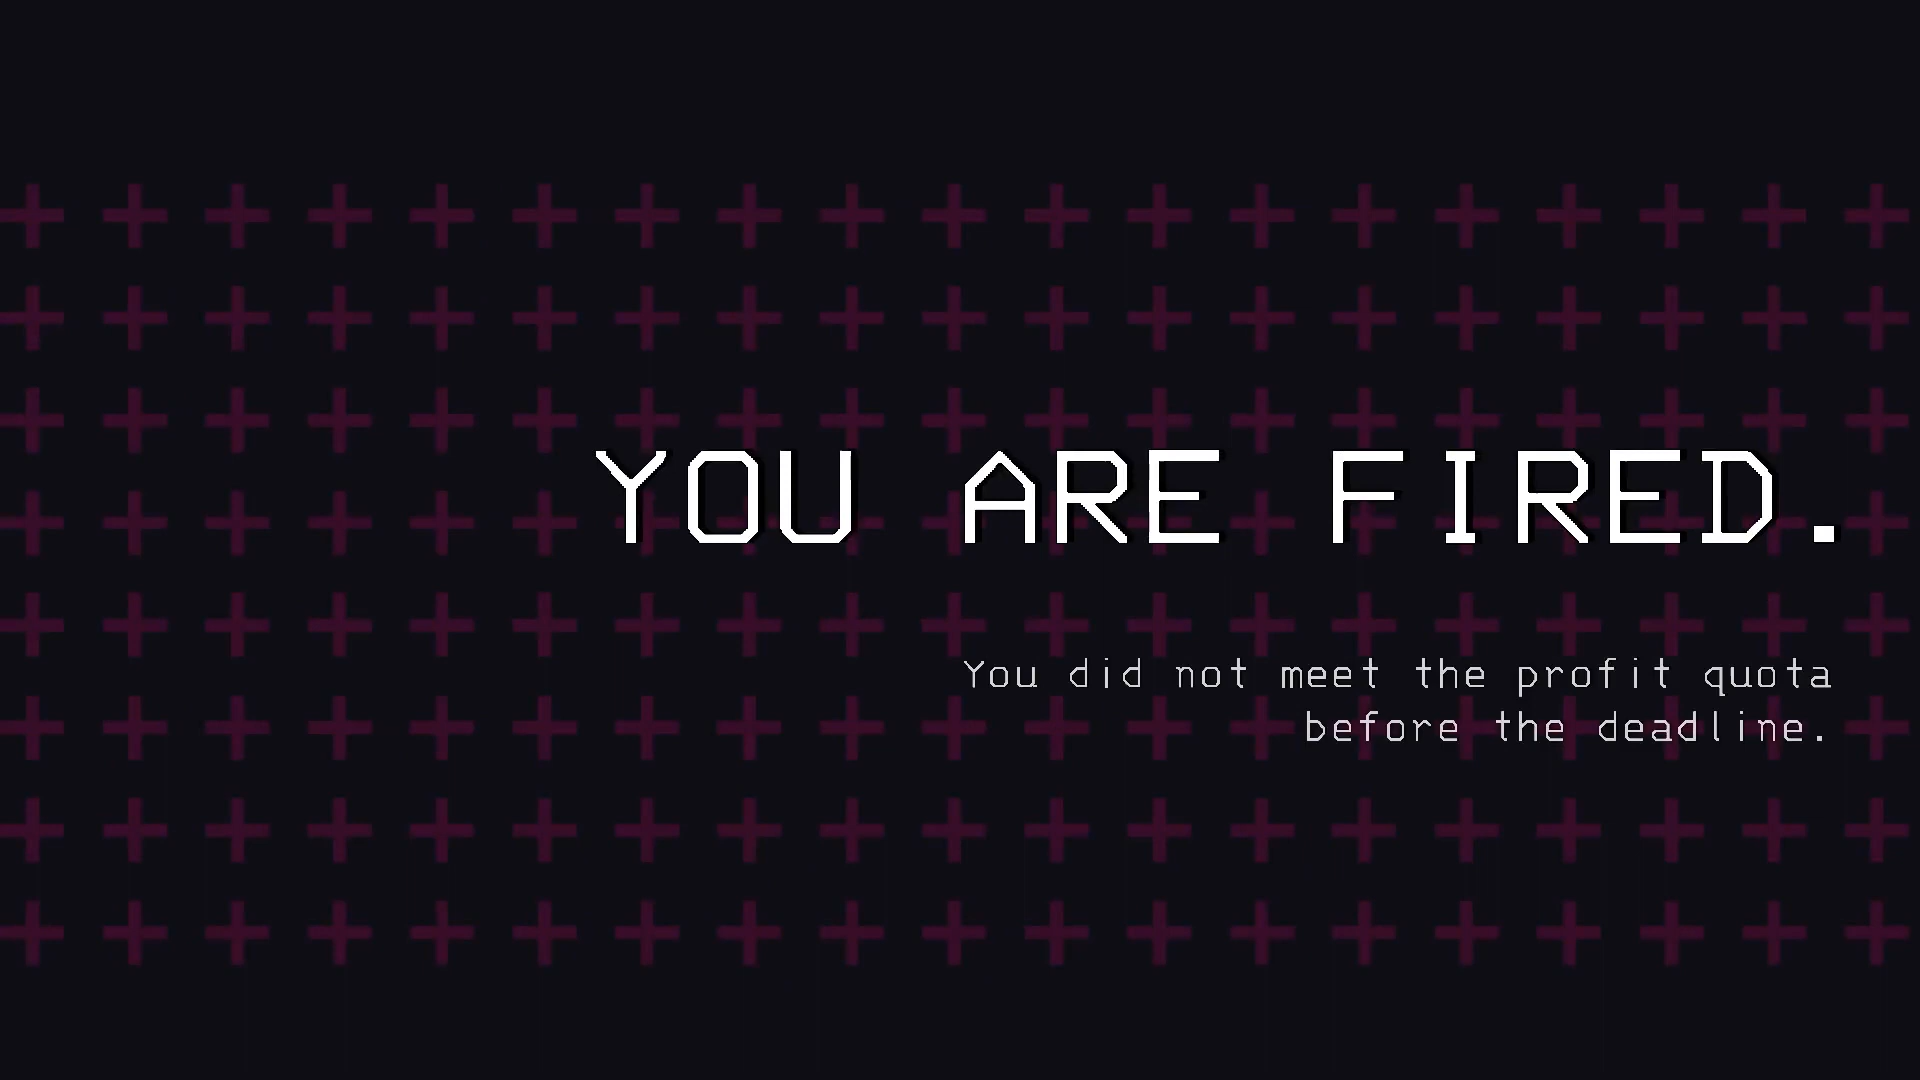 YOU ARE FIRED.
You did not meet the profit quota
before the deadline.